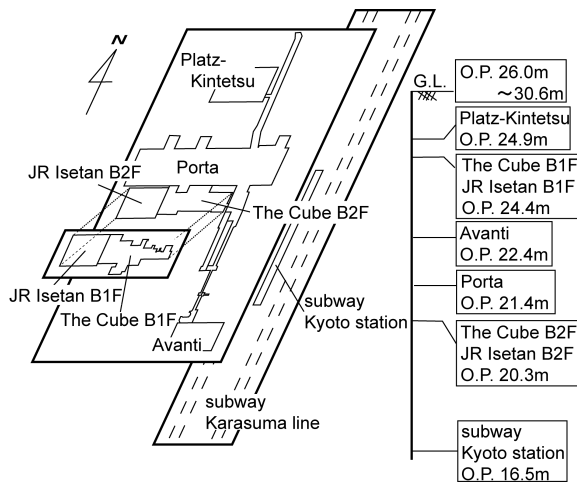 N
Platz-
Kintetsu
Porta
JR Isetan B2F
The Cube B2F
JR Isetan B1F
The Cube B1F
Avanti
subway
Kyoto station
subway
Karasuma line
G.L.
O.P. 26.0m
～30.6m
Platz-Kintetsu
O.P. 24.9m
The Cube B1F
JR Isetan B1F
O.P. 24.4m
Avanti
O.P. 22.4m
Porta
O.P. 21.4m
The Cube B2F
JR Isetan B2F
O.P. 20.3m
subway
Kyoto station
O.P. 16.5m